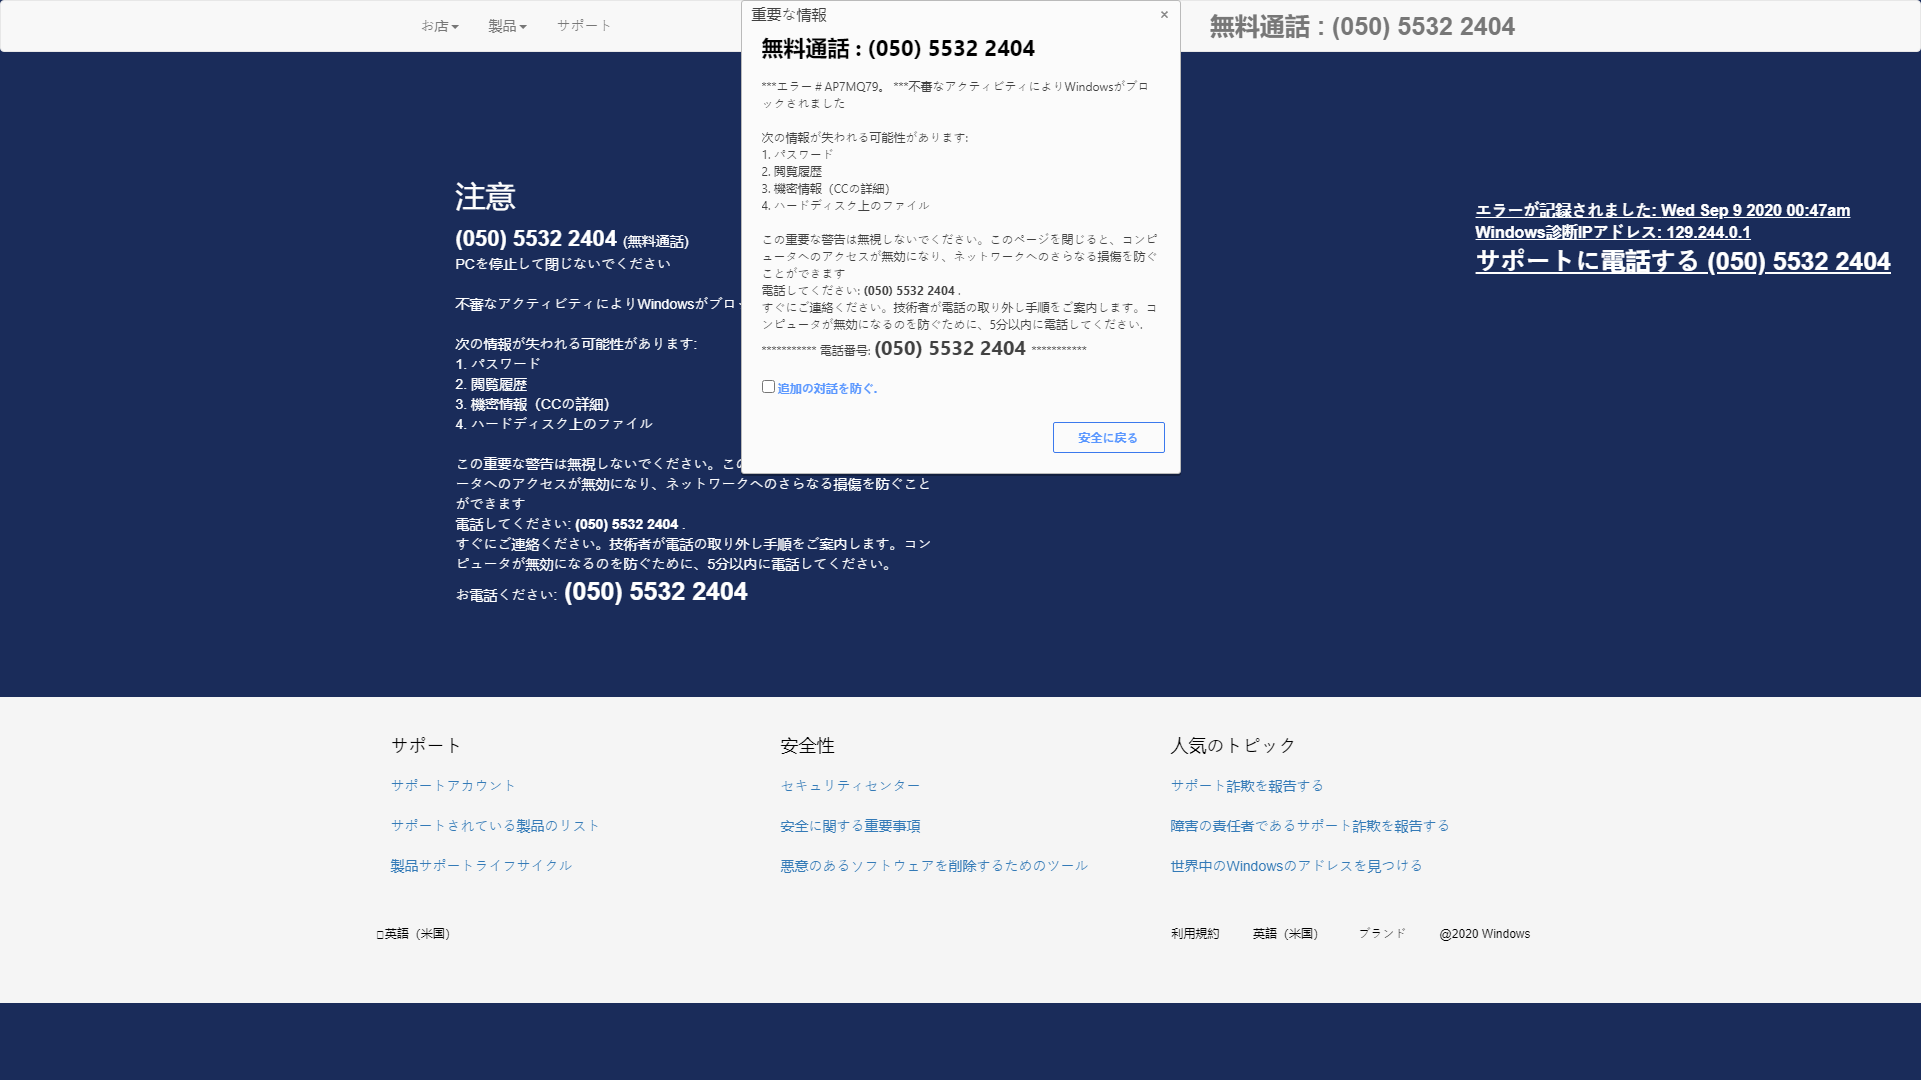 お店 製品 サポート
無料通話 : (050) 5532 2404
重要な情報 ×
無料通話 : (050) 5532 2404
***エラー # AP7MQ79。 ***不審なアクティビティによりWindowsがブロ
ックされました
次の情報が失われる可能性があります:
1. パスワード
2. 閲覧履歴
3. 機密情報（CCの詳細）
4. ハードディスク上のファイル
この重要な警告は無視しないでください。このページを閉じると、コンピ
ュータへのアクセスが無効になり、ネットワークへのさらなる損傷を防ぐ
ことができます
電話してください: (050) 5532 2404 .
すぐにご連絡ください。技術者が電話の取り外し手順をご案内します。コ
ンピュータが無効になるのを防ぐために、5分以内に電話してください.
*********** 電話番号: (050) 5532 2404 ***********
追加の対話を防ぐ.
安全に戻る
注意
(050) 5532 2404 (無料通話)
PCを停止して閉じないでください
不審なアクティビティによりWindowsがブロッ
次の情報が失われる可能性があります:
1. パスワード
2. 閲覧履歴
3. 機密情報（CCの詳細）
4. ハードディスク上のファイル
この重要な警告は無視しないでください。この
ータへのアクセスが無効になり、ネットワークへのさらなる損傷を防ぐこと
ができます
電話してください: (050) 5532 2404 .
すぐにご連絡ください。技術者が電話の取り外し手順をご案内します。コン
ピュータが無効になるのを防ぐために、5分以内に電話してください。
お電話ください: (050) 5532 2404
エラーが記録されました: Wed Sep 9 2020 00:47am
Windows診断IPアドレス: 129.244.0.1
サポートに電話する (050) 5532 2404
サポート
サポートアカウント
サポートされている製品のリスト
製品サポートライフサイクル
安全性
セキュリティセンター
安全に関する重要事項
悪意のあるソフトウェアを削除するためのツール
人気のトピック
サポート詐欺を報告する
障害の責任者であるサポート詐欺を報告する
世界中のWindowsのアドレスを見つける
英語（米国）
利用規約 英語（米国） ブランド @2020 Windows